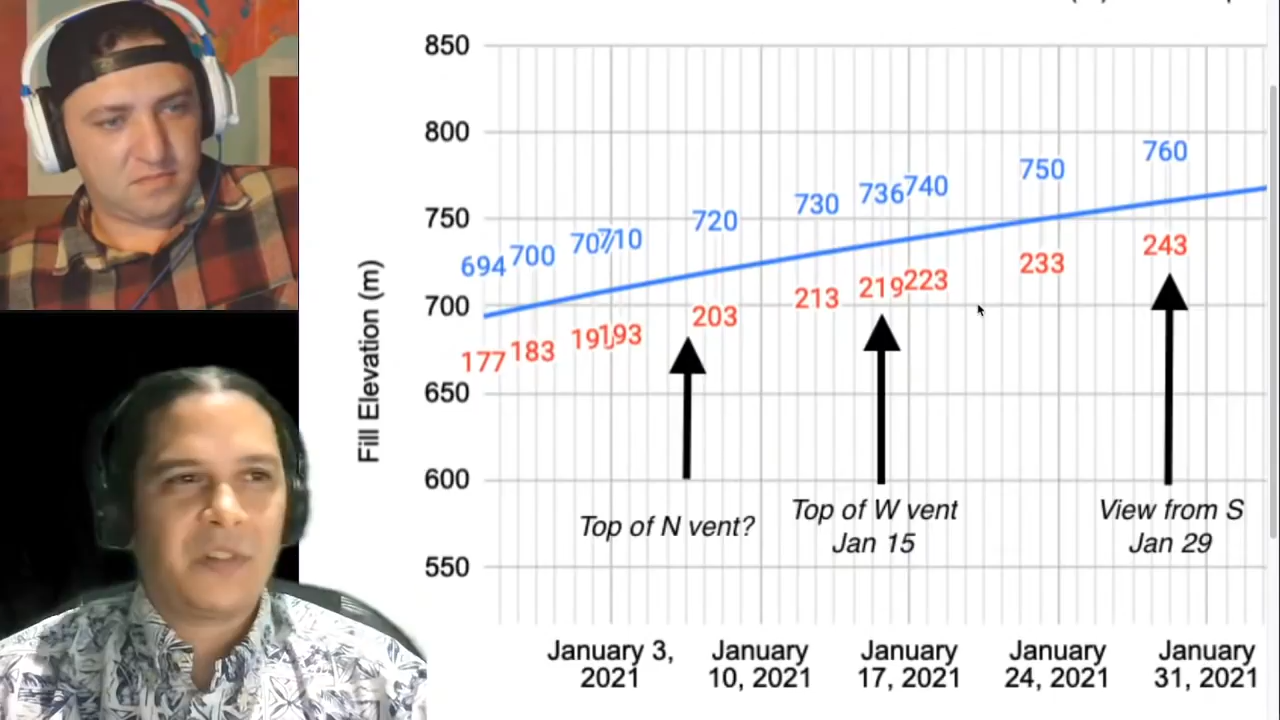 850
800
750
700
650
600
550
Fill Elevation (m)
694 700 707 710 720 730 736 740 750 760
177 183 191 193 203 213 219 223 233 243
Top of N vent?
Top of W vent
Jan 15
View from S
Jan 29
January 3,
2021
January
10, 2021
January
17, 2021
January
24, 2021
January
31, 2021